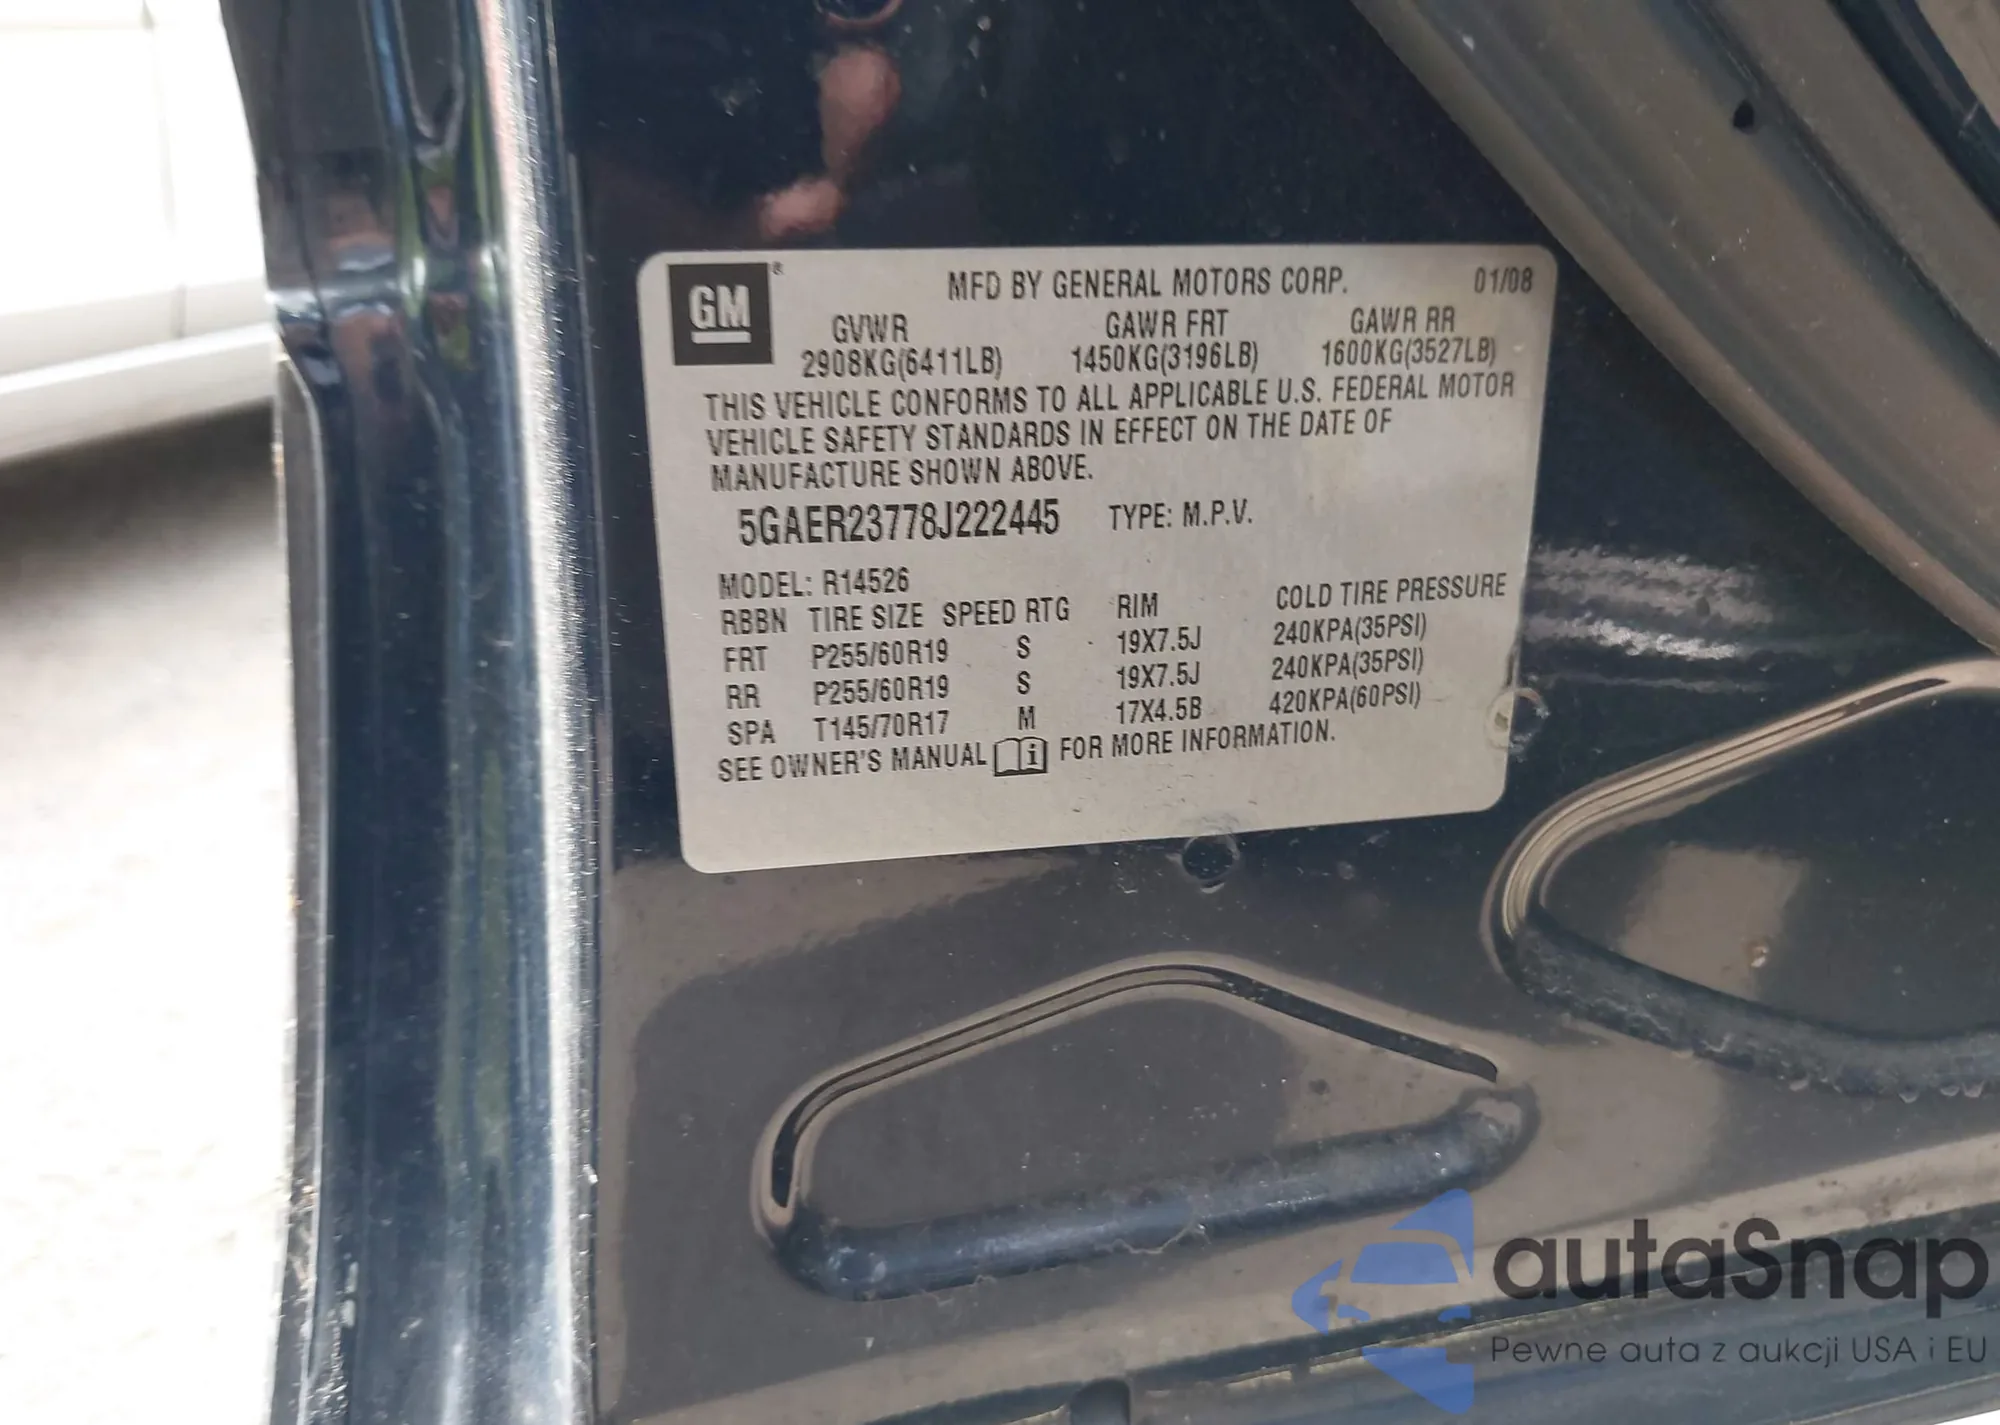 GM ®
MFD BY GENERAL MOTORS CORP. 01/08
GVWR GAWR FRT GAWR RR
2908KG(6411LB) 1450KG(3196LB) 1600KG(3527LB)
THIS VEHICLE CONFORMS TO ALL APPLICABLE U.S. FEDERAL MOTOR
VEHICLE SAFETY STANDARDS IN EFFECT ON THE DATE OF
MANUFACTURE SHOWN ABOVE.
5GAER23778J222445 TYPE: M.P.V.
MODEL: R14526
RBBN TIRE SIZE SPEED RTG RIM COLD TIRE PRESSURE
FRT P255/60R19 S 19X7.5J 240KPA(35PSI)
RR P255/60R19 S 19X7.5J 240KPA(35PSI)
SPA T145/70R17 M 17X4.5B 420KPA(60PSI)
SEE OWNER'S MANUAL i FOR MORE INFORMATION.
autaSnap
Pewne auta z aukcji USA i EU